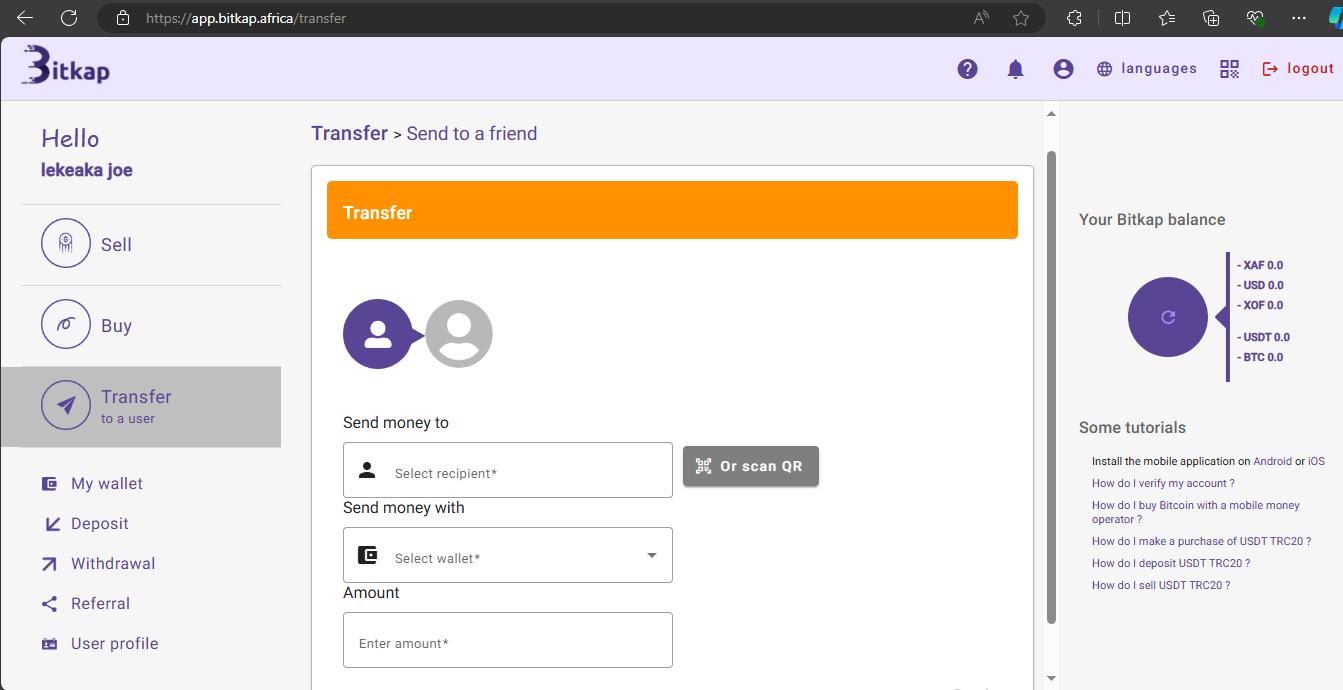 https://app.bitkap.africa/transfer
Bitkap
languages
logout
Hello
lekeaka joe
Sell
Buy
Transfer
to a user
My wallet
Deposit
Withdrawal
Referral
User profile
Transfer > Send to a friend
Transfer
Send money to
Select recipient*
Or scan QR
Send money with
Select wallet*
Amount
Enter amount*
Your Bitkap balance
- XAF 0.0
- USD 0.0
- XOF 0.0
- USDT 0.0
- BTC 0.0
Some tutorials
Install the mobile application on Android or iOS
How do I verify my account ?
How do I buy Bitcoin with a mobile money
operator ?
How do I make a purchase of USDT TRC20 ?
How do I deposit USDT TRC20 ?
How do I sell USDT TRC20 ?